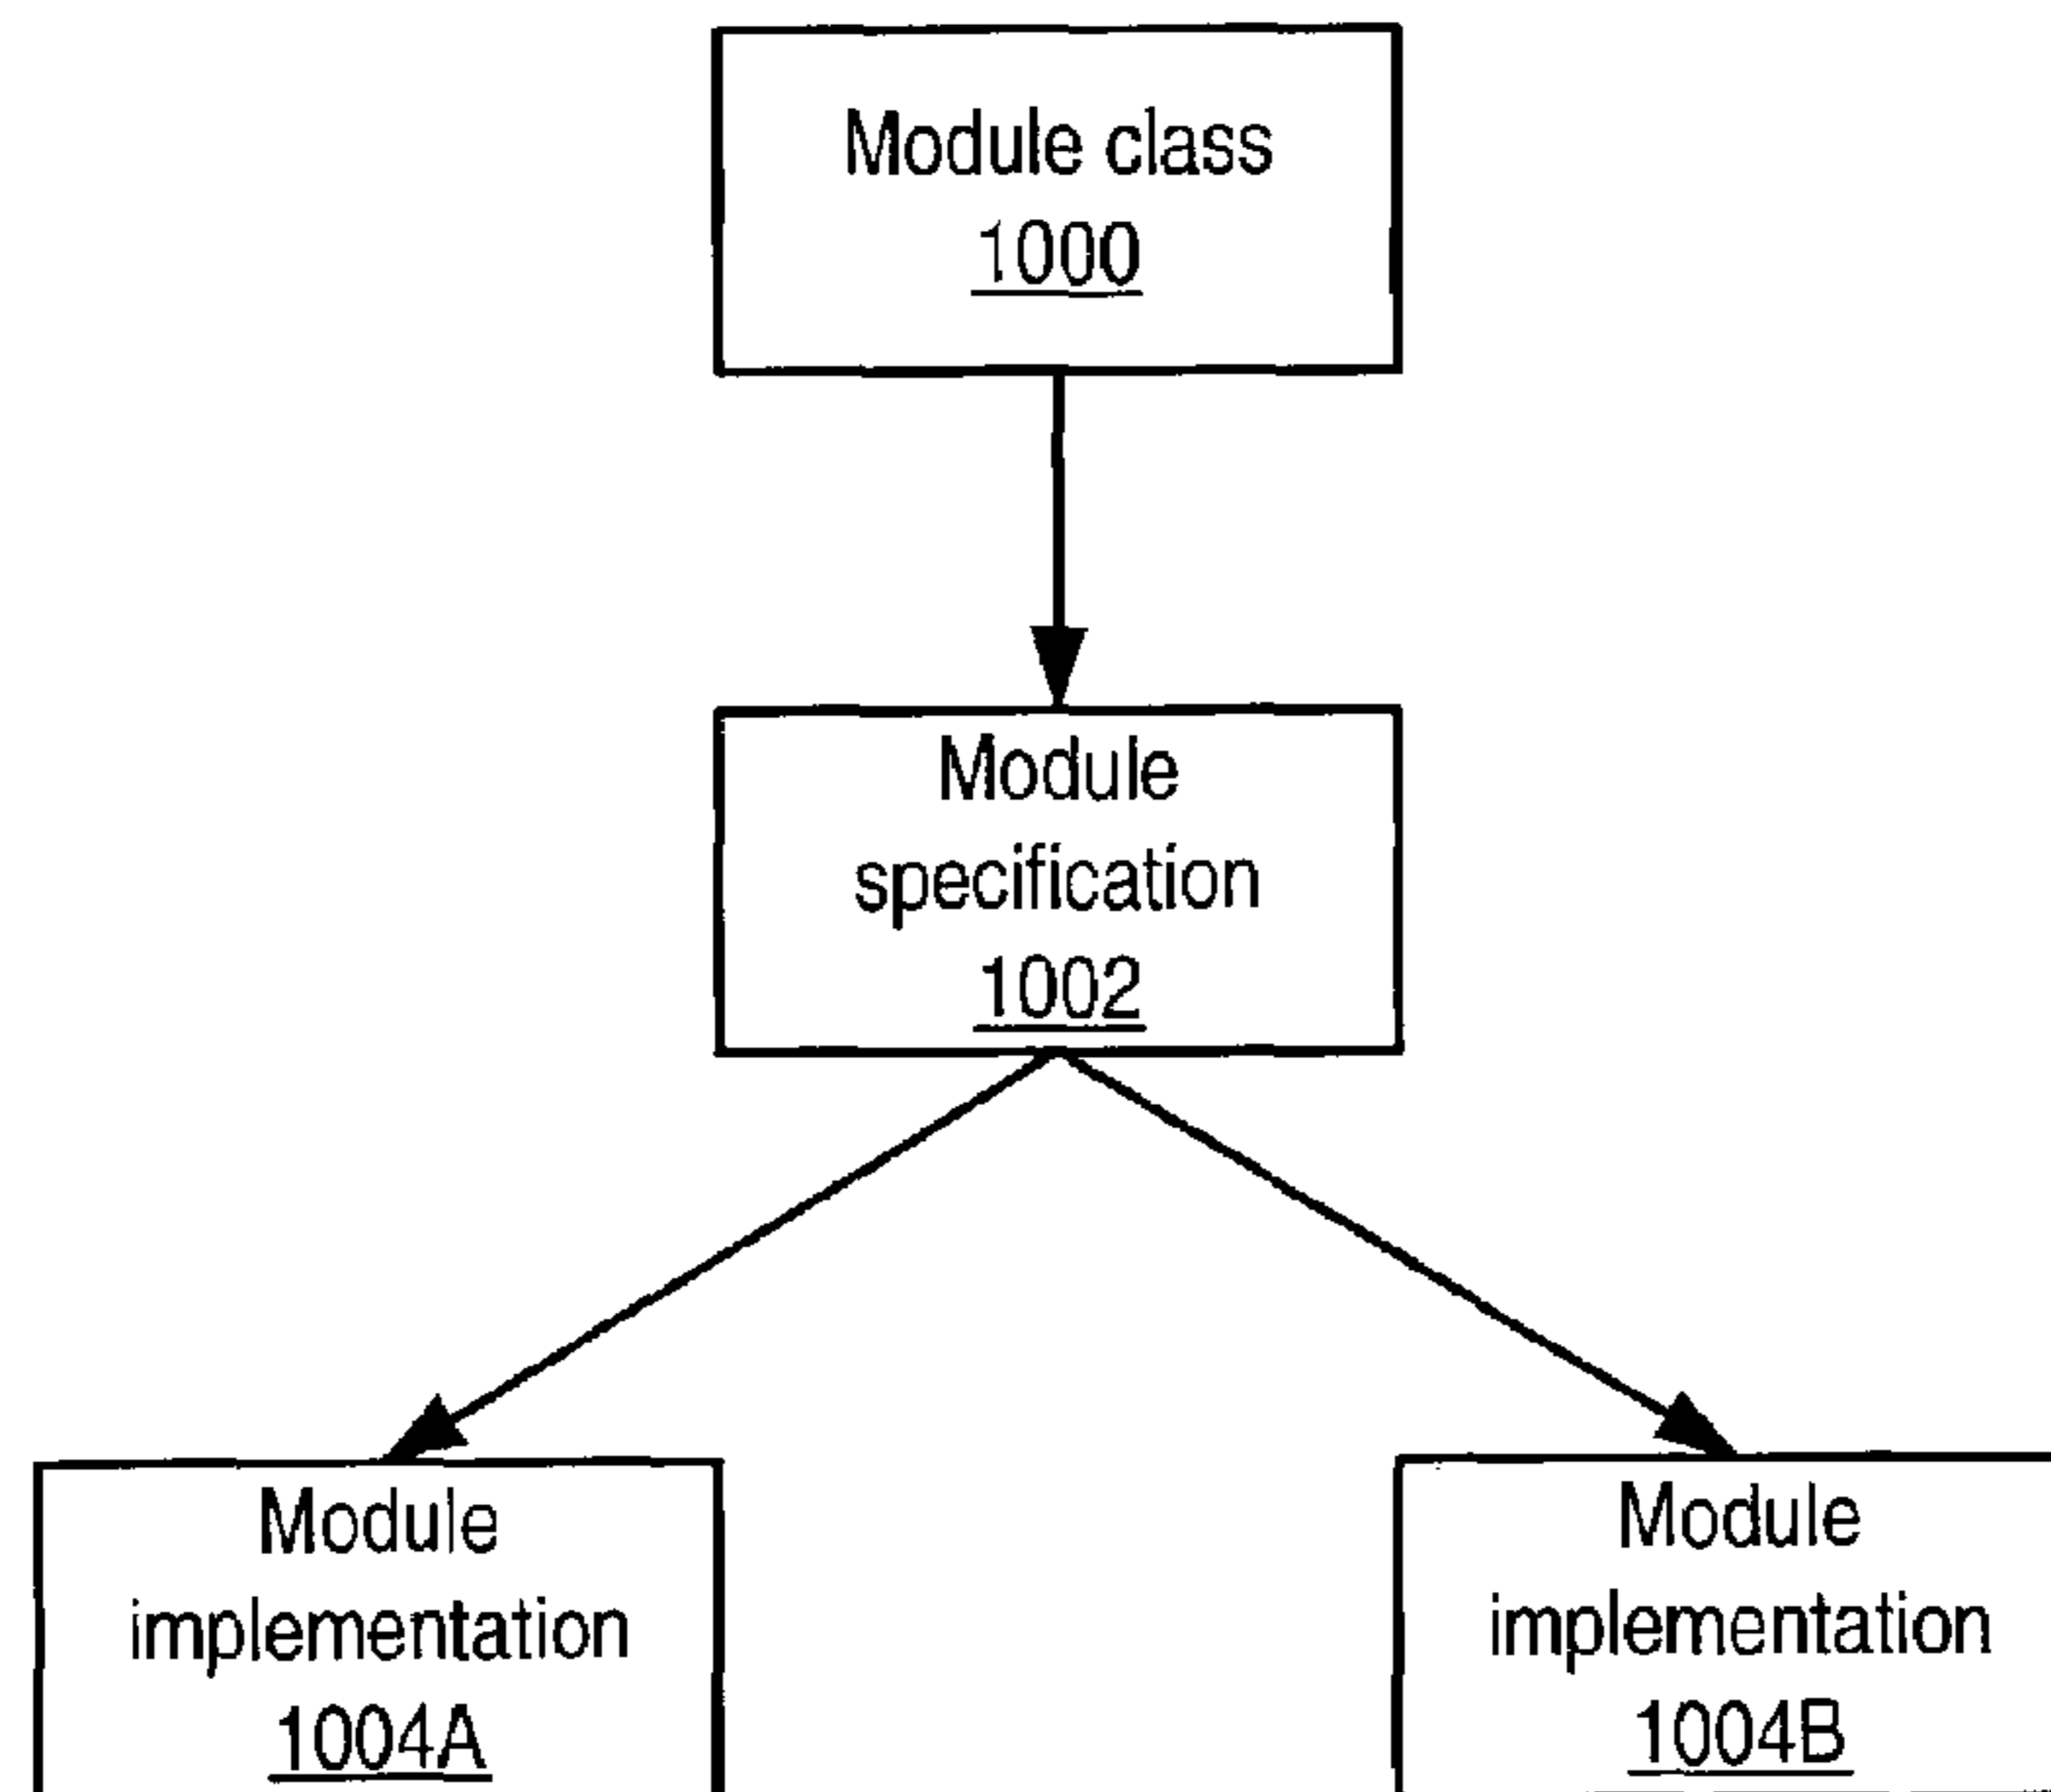 Module class
1000
Module
specification
1002
Module
implementation
1004A
Module
implementation
1004B